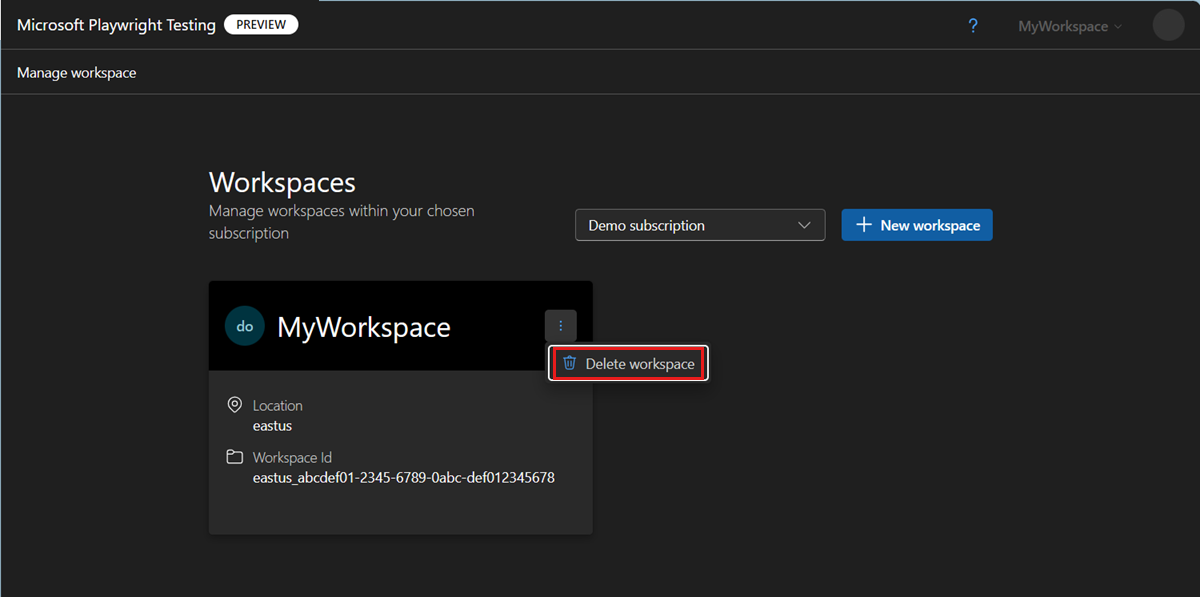 Microsoft Playwright Testing PREVIEW ? MyWorkspace
Manage workspace
Workspaces
Manage workspaces within your chosen
subscription
Demo subscription
New workspace
do MyWorkspace
Delete workspace
Location
eastus
Workspace Id
eastus_abcdef01-2345-6789-0abc-def012345678